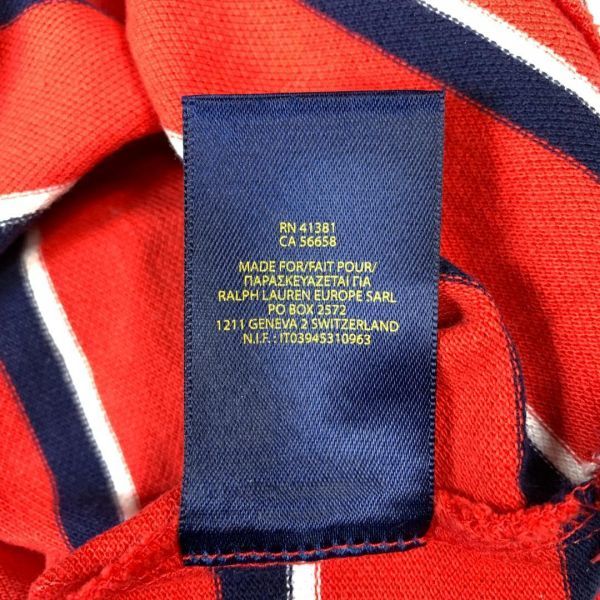 RN 41381
CA 56658
MADE FOR/FAIT POUR/
ΠΑΡΑΣΚΕΥΑΖΕΤΑΙ ΓΙΑ
RALPH LAUREN EUROPE SARL
PO BOX 2572
1211 GENEVA 2 SWITZERLAND
N.I.F. : IT03945310963